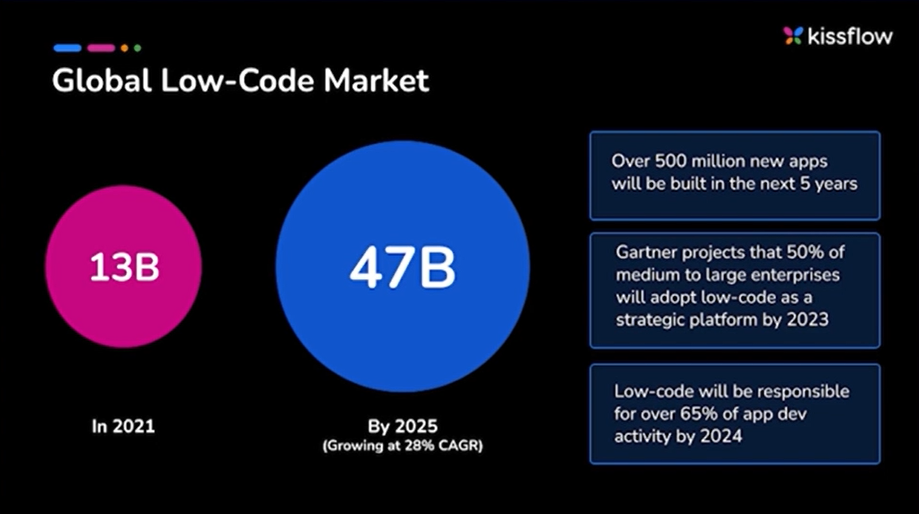 kissflow
Global Low-Code Market
13B
In 2021
47B
By 2025
(Growing at 28% CAGR)
Over 500 million new apps
will be built in the next 5 years
Gartner projects that 50% of
medium to large enterprises
will adopt low-code as a
strategic platform by 2023
Low-code will be responsible
for over 65% of app dev
activity by 2024